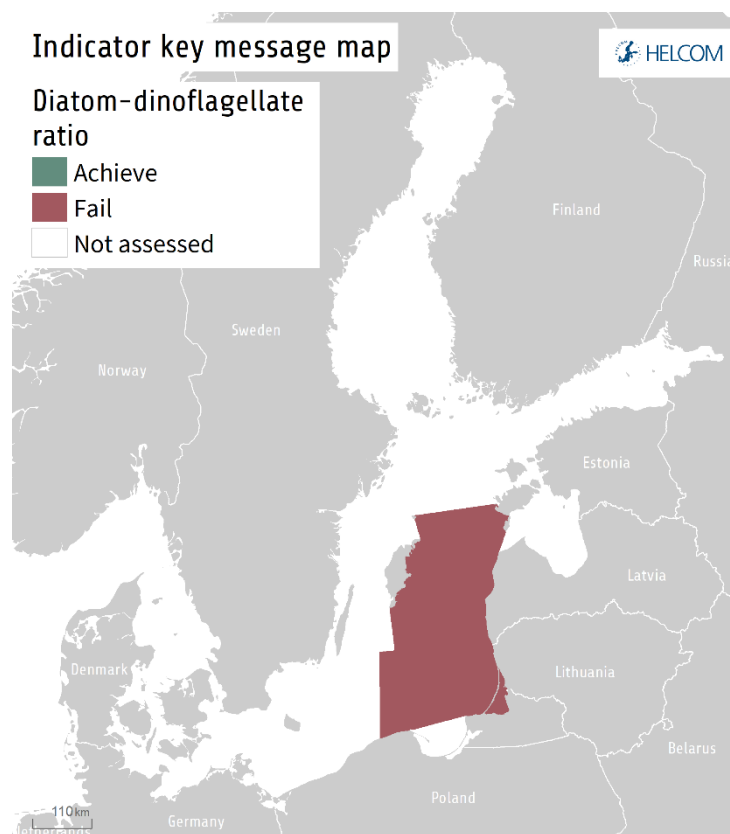 Indicator key message map
HELCOM
Diatom-dinoflagellate
ratio
Achieve
Fail
Not assessed
Finland
Russia
Sweden
Norway
Estonia
Latvia
Denmark
Lithuania
Belarus
Poland
110 km
Germany
Netherlands